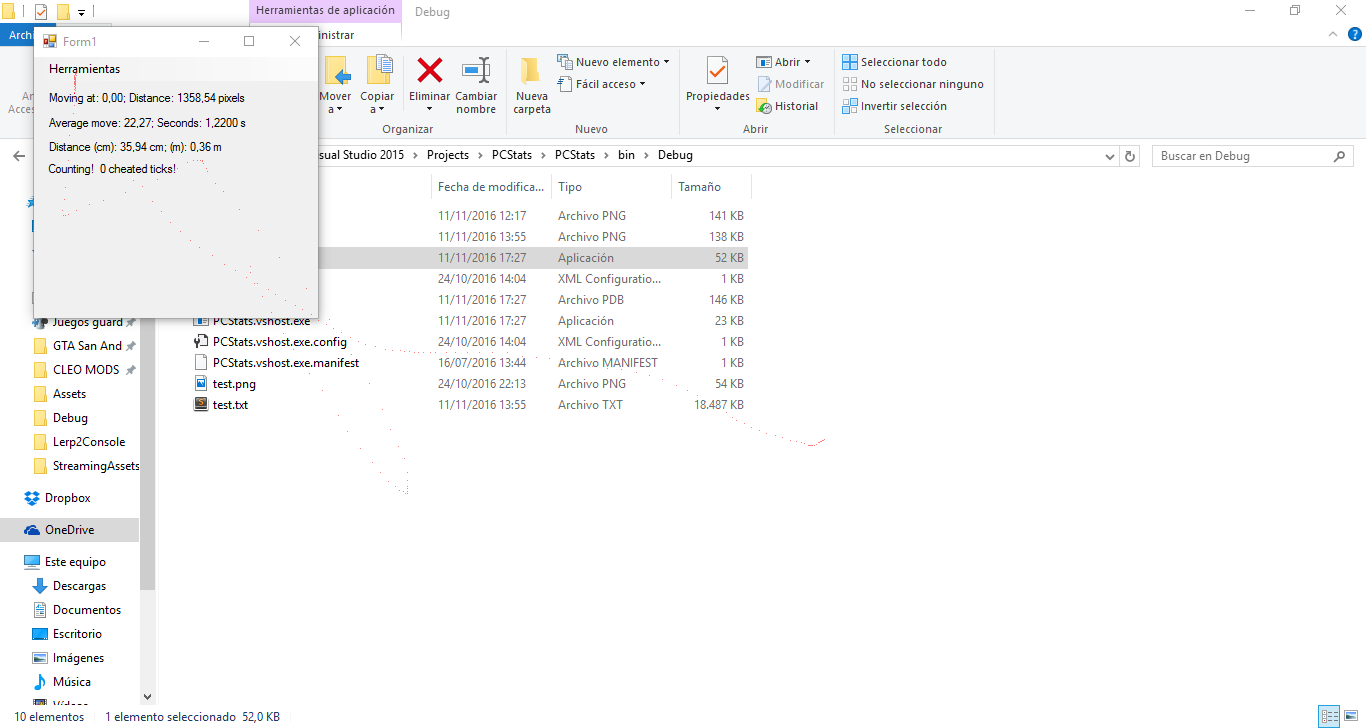 Herramientas de aplicación
Debug
Archi
inistrar
Form1
Herramientas
Moving at: 0,00; Distance: 1358,54 pixels
Average move: 22,27; Seconds: 1,2200 s
Distance (cm): 35,94 cm; (m): 0,36 m
Counting! 0 cheated ticks!
Mover a
Copiar a
Eliminar
Cambiar nombre
Organizar
Nueva carpeta
Nuevo elemento
Fácil acceso
Nuevo
Propiedades
Abrir
Modificar
Historial
Abrir
Seleccionar todo
No seleccionar ninguno
Invertir selección
Seleccionar
sual Studio 2015 > Projects > PCStats > PCStats > bin > Debug
Buscar en Debug
Fecha de modifica... Tipo Tamaño
11/11/2016 12:17 Archivo PNG 141 KB
11/11/2016 13:55 Archivo PNG 138 KB
11/11/2016 17:27 Aplicación 52 KB
24/10/2016 14:04 XML Configuratio... 1 KB
11/11/2016 17:27 Archivo PDB 146 KB
PCStats.vshost.exe 11/11/2016 17:27 Aplicación 23 KB
PCStats.vshost.exe.config 24/10/2016 14:04 XML Configuratio... 1 KB
PCStats.vshost.exe.manifest 16/07/2016 13:44 Archivo MANIFEST 1 KB
test.png 24/10/2016 22:13 Archivo PNG 54 KB
test.txt 11/11/2016 13:55 Archivo TXT 18.487 KB
Juegos guard
GTA San And
CLEO MODS
Assets
Debug
Lerp2Console
StreamingAssets
Dropbox
OneDrive
Este equipo
Descargas
Documentos
Escritorio
Imágenes
Música
Vídeos
10 elementos 1 elemento seleccionado 52,0 KB